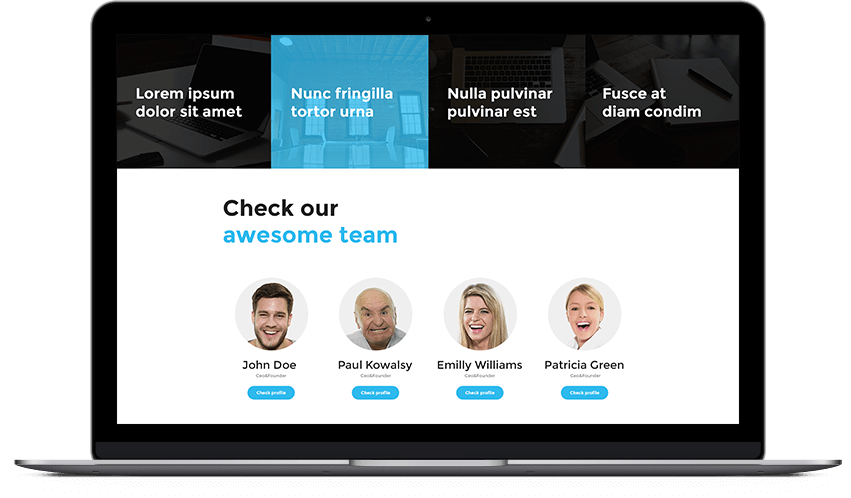 Lorem ipsum
dolor sit amet
Nunc fringilla
tortor urna
Nulla pulvinar
pulvinar est
Fusce at
diam condim
Check our
awesome team
John Doe
Ceo&Founder
Check profile
Paul Kowalsy
Ceo&Founder
Check profile
Emilly Williams
Ceo&Founder
Check profile
Patricia Green
Ceo&Founder
Check profile